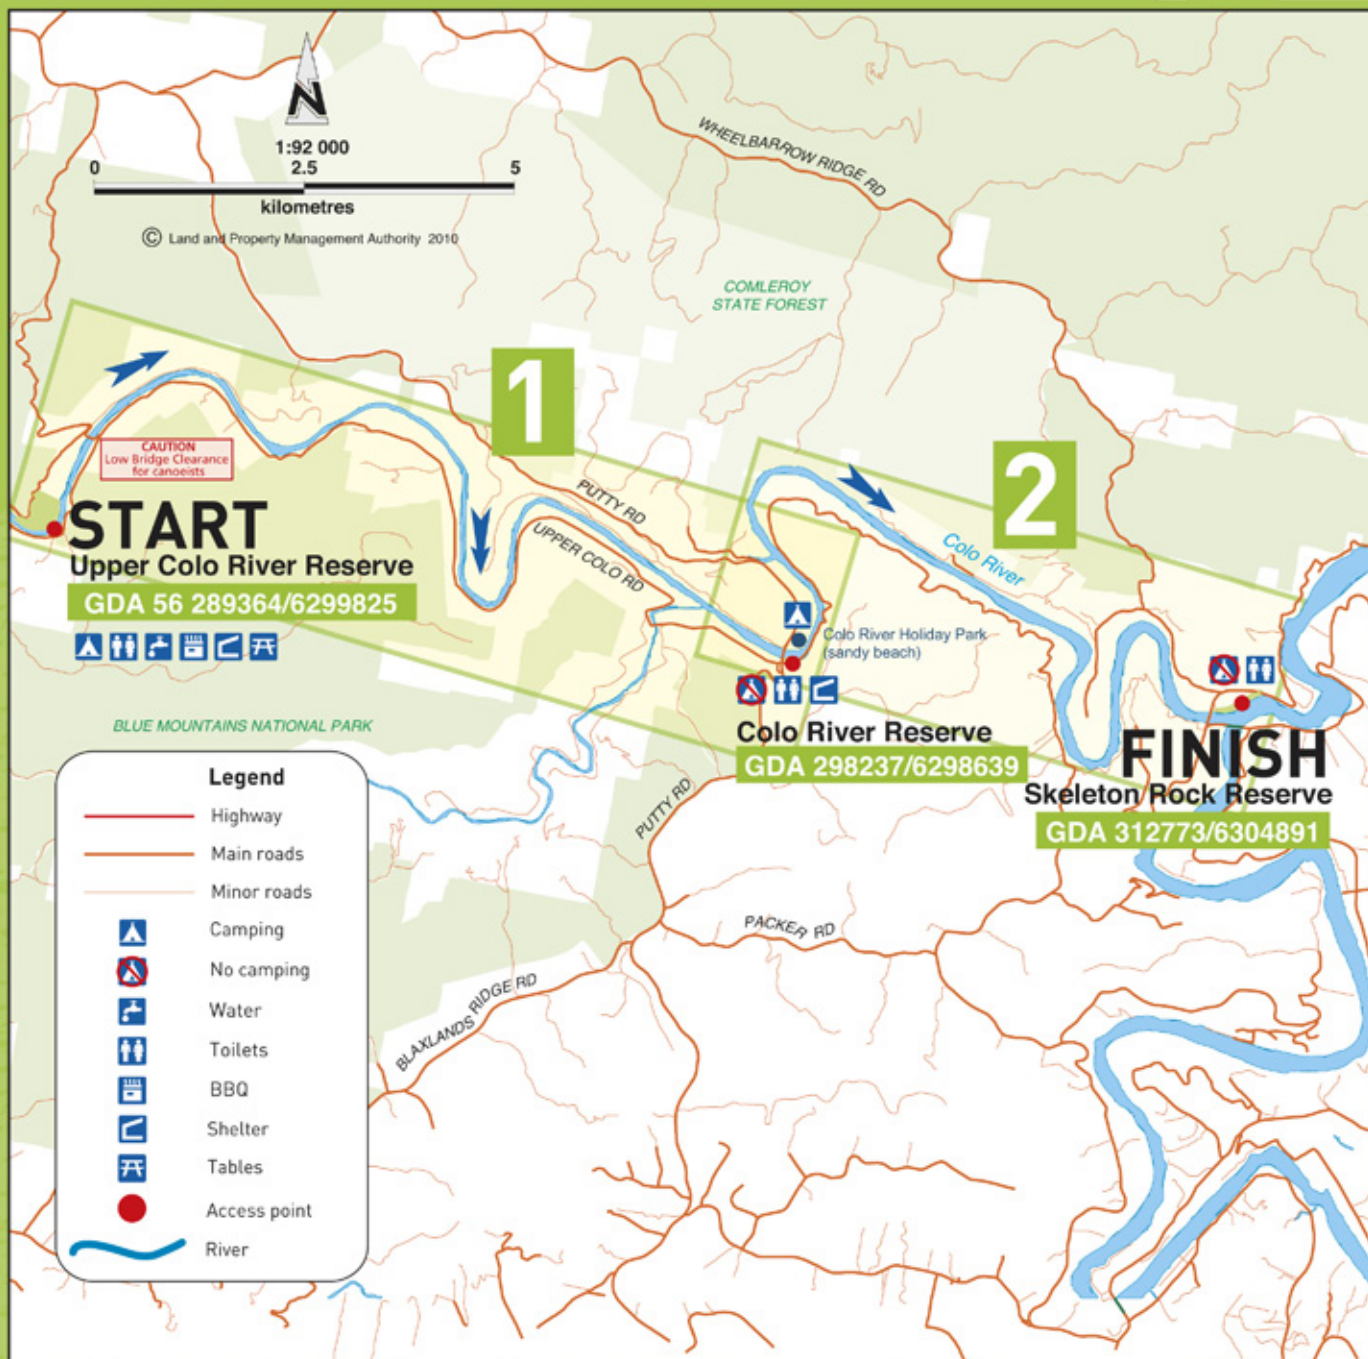 N
1:92 000
0 2.5 5
kilometres
© Land and Property Management Authority 2010
WHEELBARROW RIDGE RD
COMLEROY
STATE FOREST
1
CAUTION
Low Bridge Clearance
for canoeists
START
Upper Colo River Reserve
GDA 56 289364/6299825
PUTTY RD
UPPER COLO RD
2
Colo River
Colo River Holiday Park
(sandy beach)
Colo River Reserve
GDA 298237/6298639
FINISH
Skeleton Rock Reserve
GDA 312773/6304891
BLUE MOUNTAINS NATIONAL PARK
PUTTY RD
PACKER RD
BLAXLANDS RIDGE RD
Legend
Highway
Main roads
Minor roads
Camping
No camping
Water
Toilets
BBQ
Shelter
Tables
Access point
River